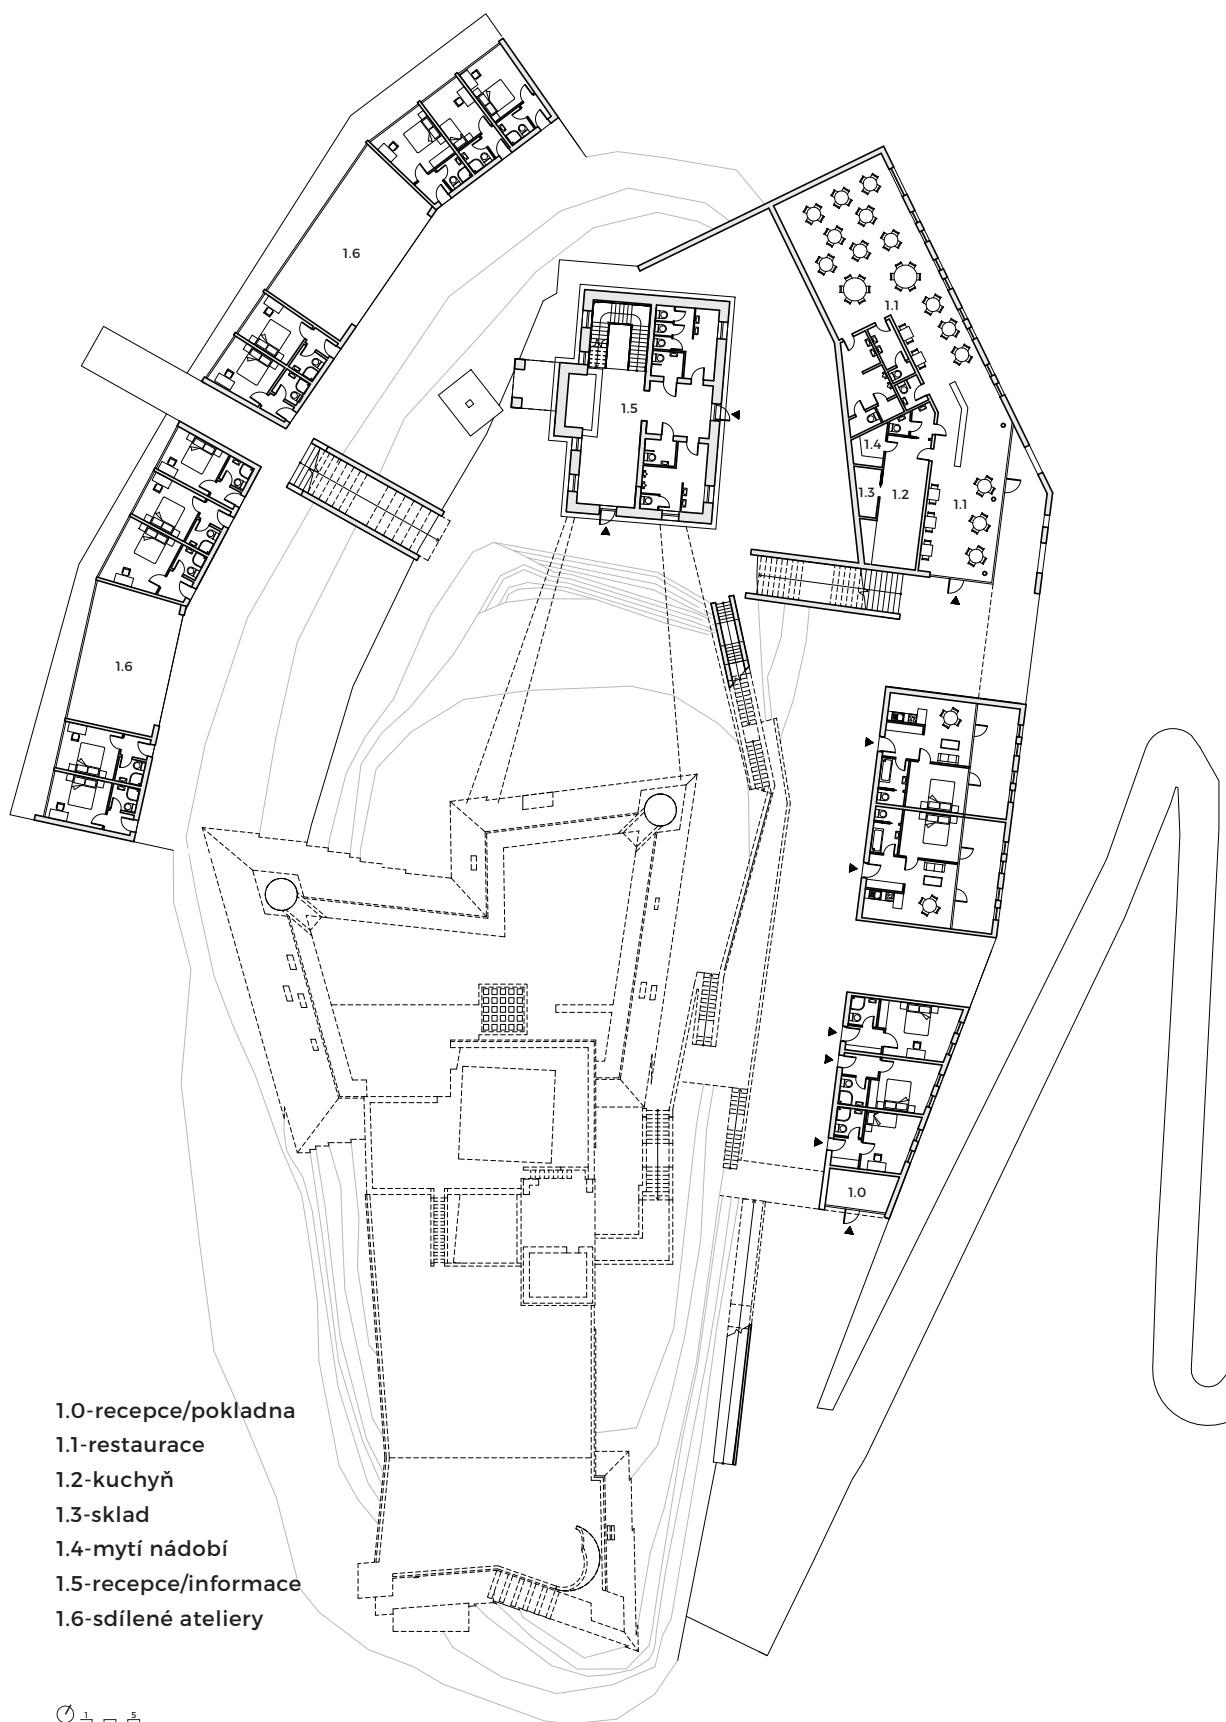 1.6
1.1
1.5
1.4
1.3
1.2
1.1
1.6
1.0
1.0-recepce/pokladna
1.1-restaurace
1.2-kuchyň
1.3-sklad
1.4-mytí nádobí
1.5-recepce/informace
1.6-sdílené ateliery
1 5